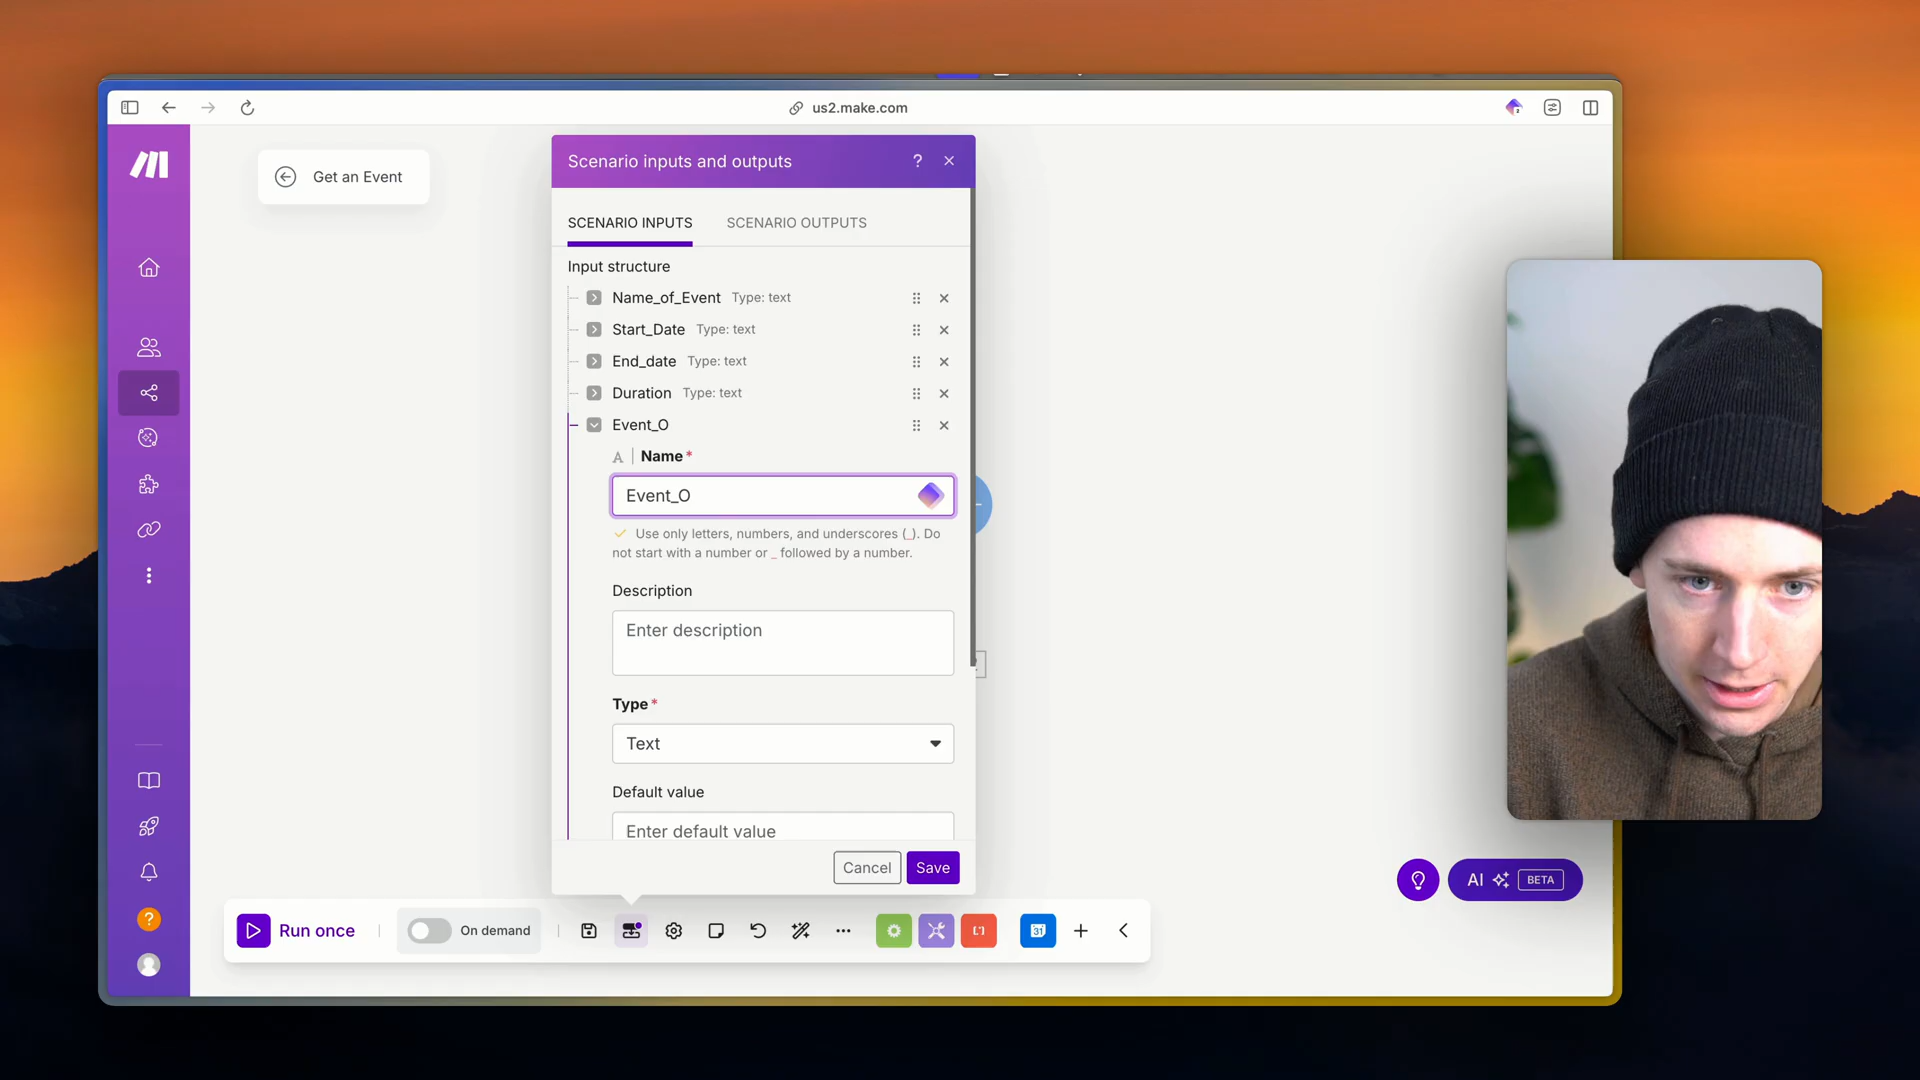 us2.make.com
Get an Event
Scenario inputs and outputs ?
SCENARIO INPUTS SCENARIO OUTPUTS
Input structure
Name_of_Event Type: text
Start_Date Type: text
End_date Type: text
Duration Type: text
Event_O
A Name *
Event_O
Use only letters, numbers, and underscores (_). Do
not start with a number or _ followed by a number.
Description
Enter description
Type *
Text
Default value
Enter default value
Cancel Save
AI BETA
Run once On demand 31
?